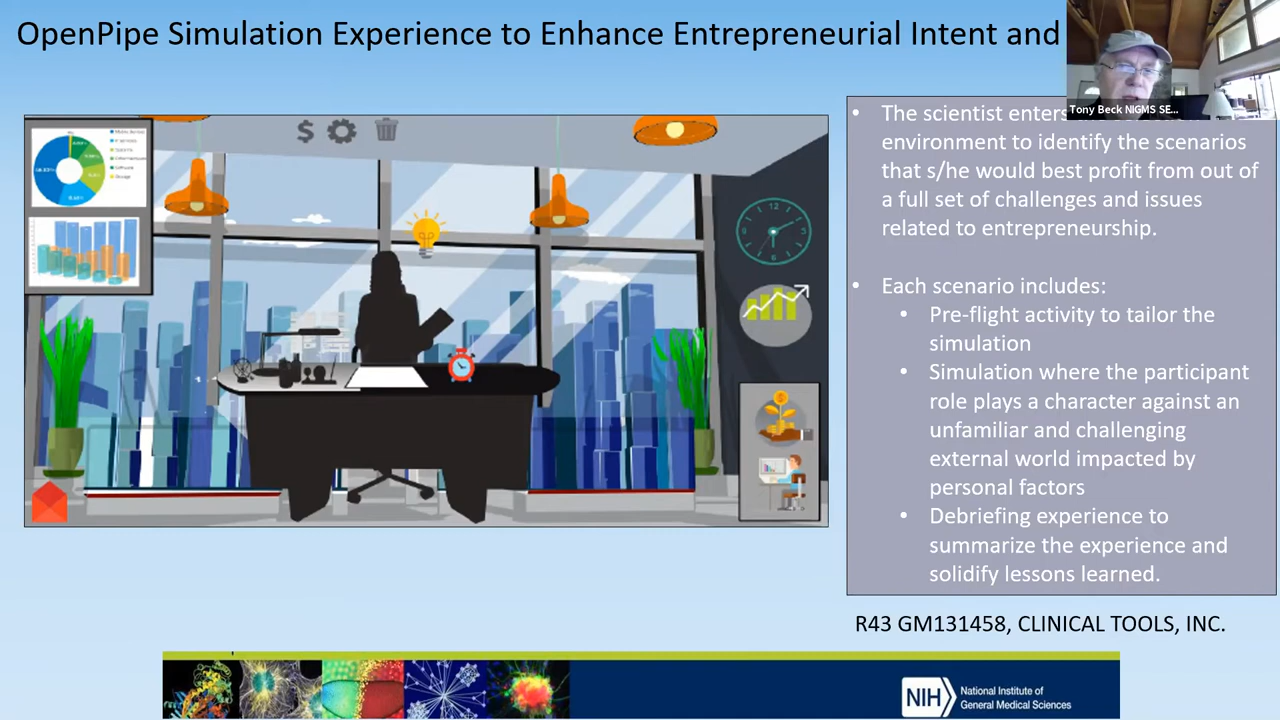 OpenPipe Simulation Experience to Enhance Entrepreneurial Intent and
Tony Beck NIGMS SE...
• The scientist enters
environment to identify the scenarios
that s/he would best profit from out of
a full set of challenges and issues
related to entrepreneurship.
• Each scenario includes:
• Pre-flight activity to tailor the
simulation
• Simulation where the participant
role plays a character against an
unfamiliar and challenging
external world impacted by
personal factors
• Debriefing experience to
summarize the experience and
solidify lessons learned.
R43 GM131458, CLINICAL TOOLS, INC.
$
12
6
NIH
National Institute of
General Medical Sciences